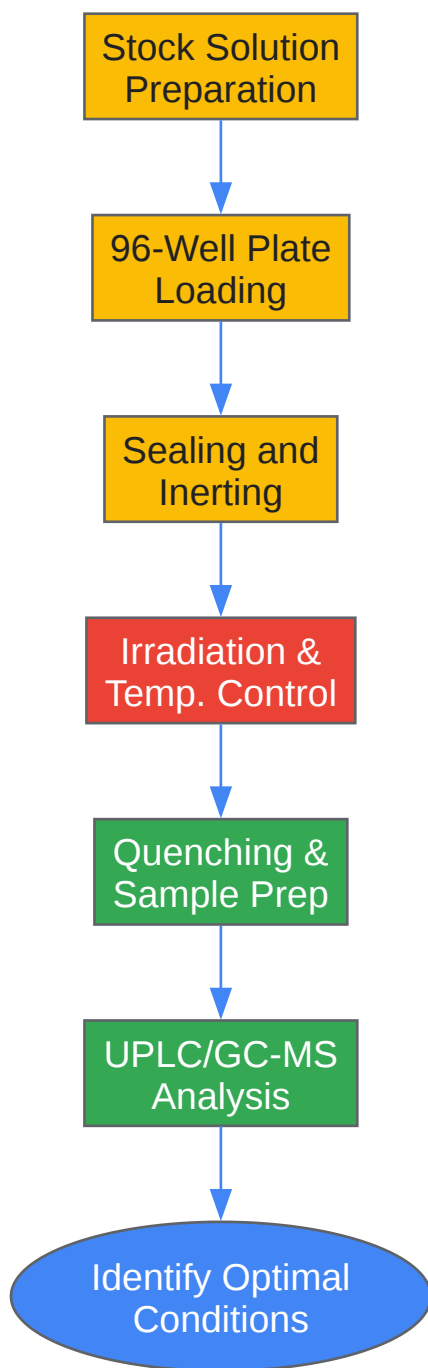 Stock Solution
Preparation
96-Well Plate
Loading
Sealing and
Inerting
Irradiation &
Temp. Control
Quenching &
Sample Prep
UPLC/GC-MS
Analysis
Identify Optimal
Conditions